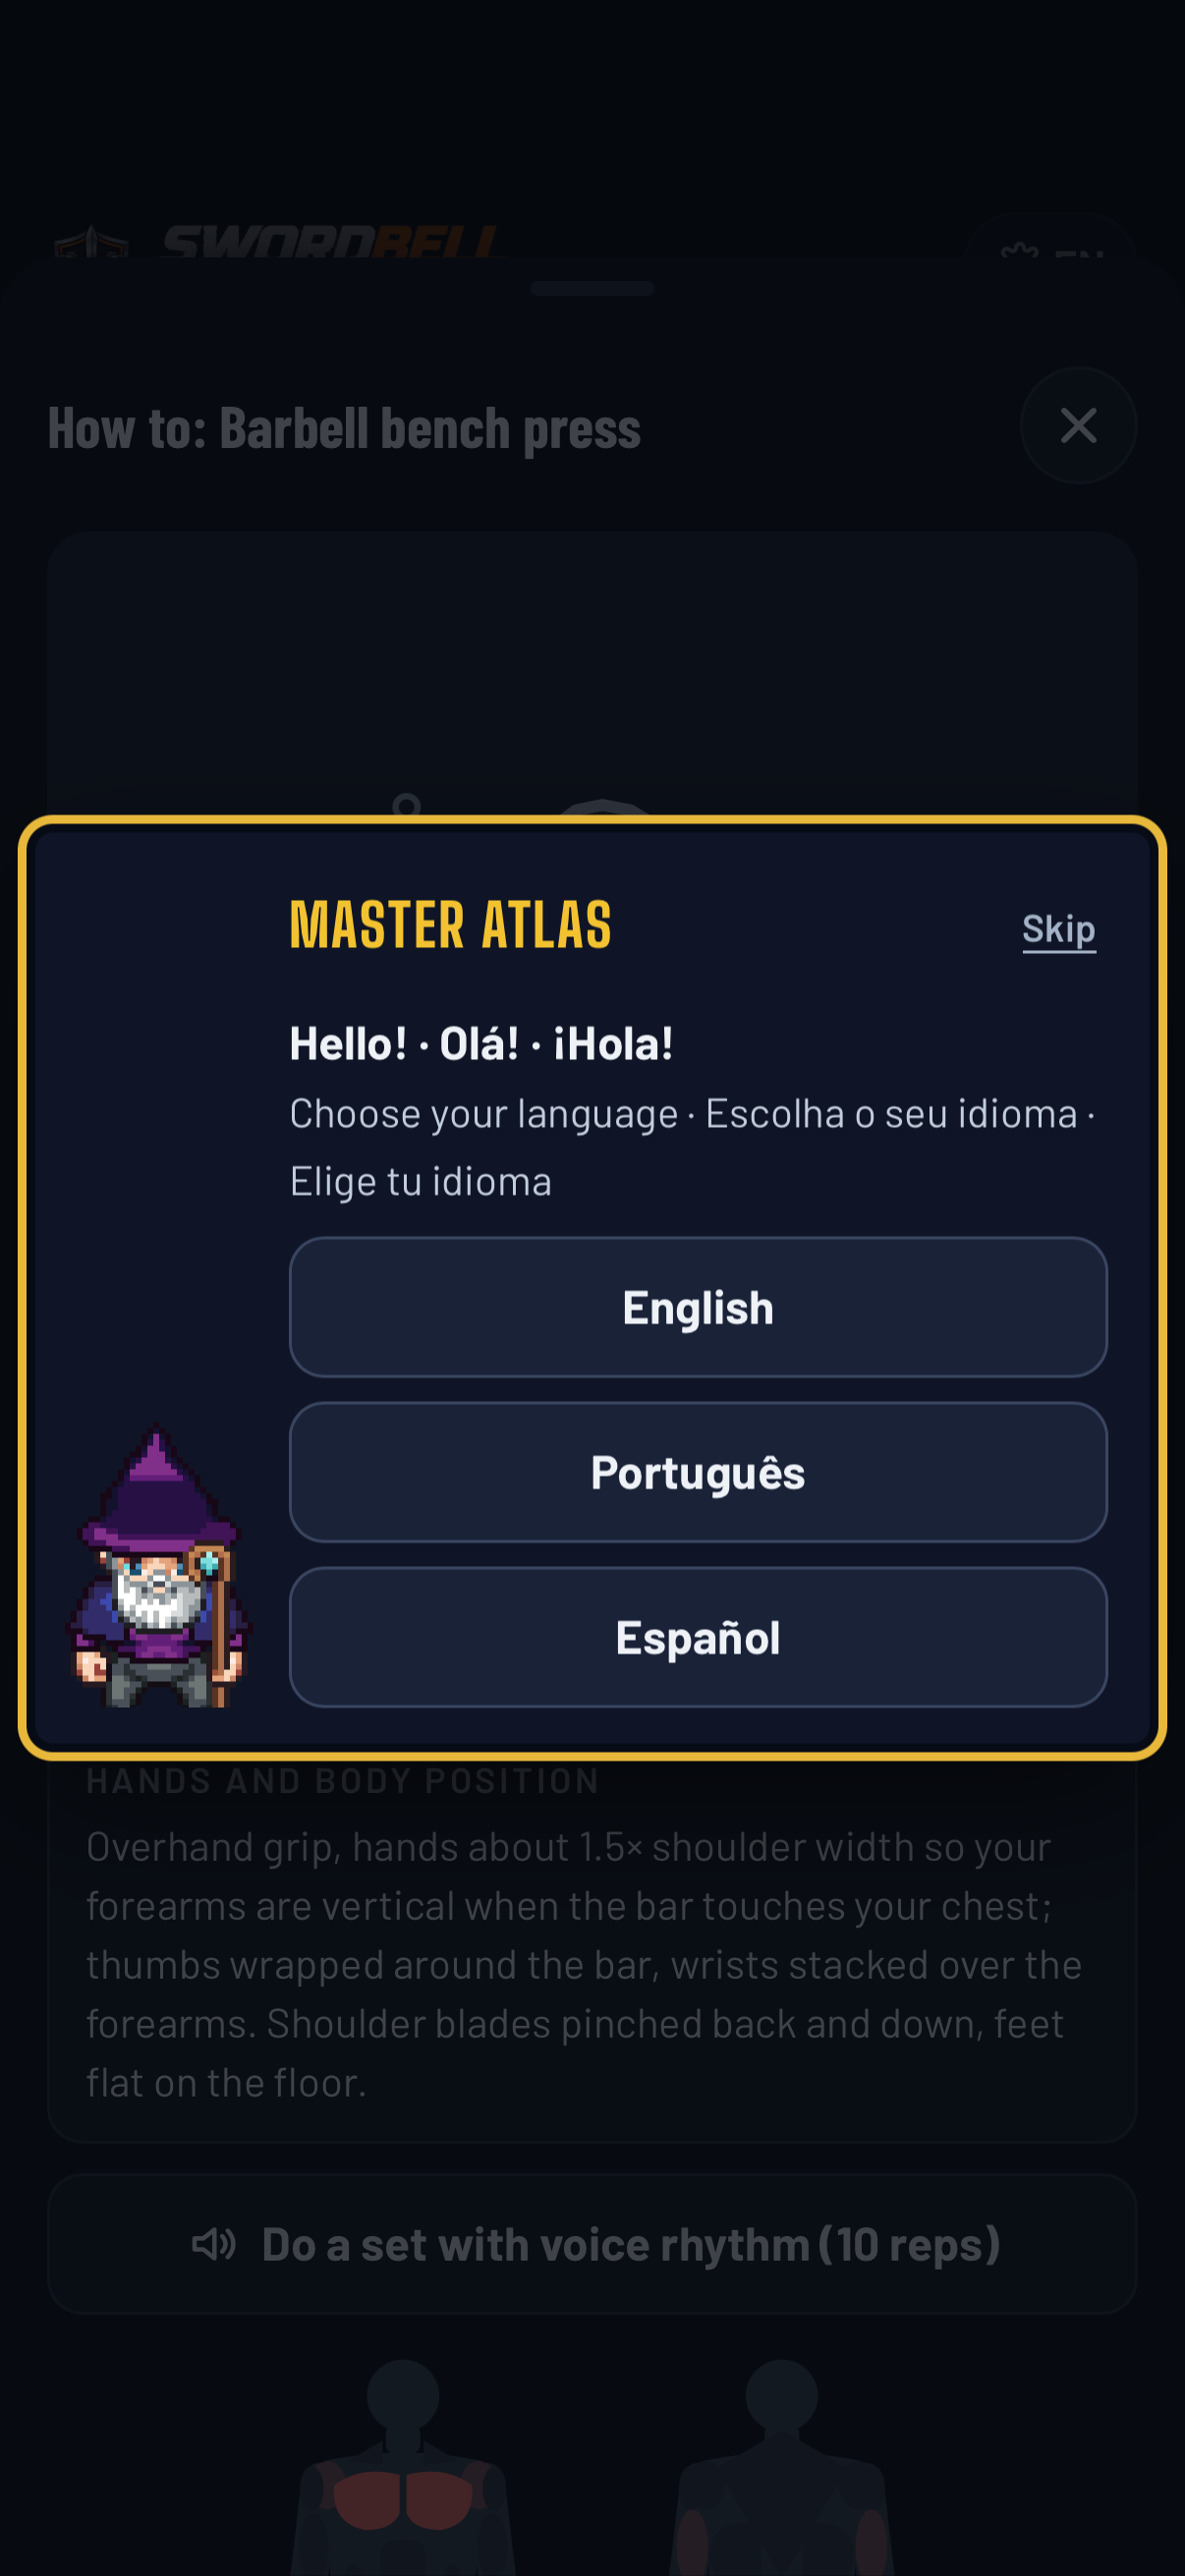 SWORDBELL
EN
How to: Barbell bench press
MASTER ATLAS
Skip
Hello! · Olá! · ¡Hola!
Choose your language · Escolha o seu idioma ·
Elige tu idioma
English
Português
Español
HANDS AND BODY POSITION
Overhand grip, hands about 1.5× shoulder width so your
forearms are vertical when the bar touches your chest;
thumbs wrapped around the bar, wrists stacked over the
forearms. Shoulder blades pinched back and down, feet
flat on the floor.
Do a set with voice rhythm (10 reps)